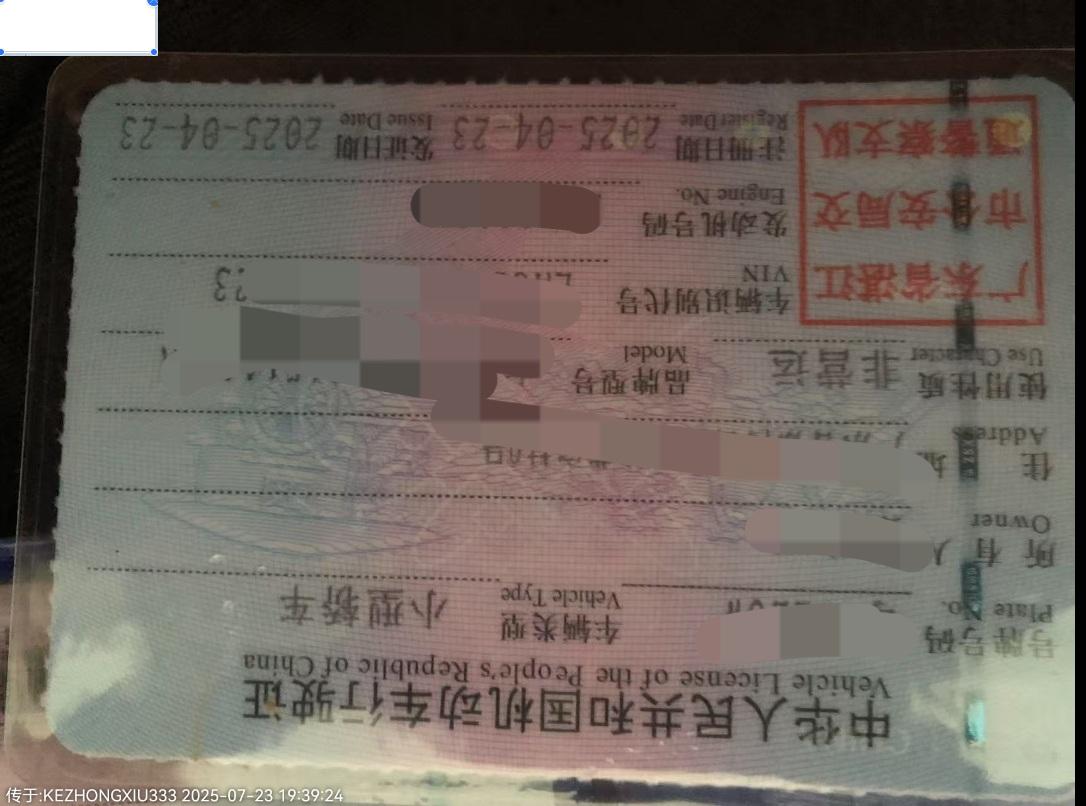 中华人民共和国机动车行驶证
Vehicle License of the People's Republic of China
号牌号码
Plate No.
车辆类型 小型轿车
Vehicle Type
所有人
Owner
住址
Address
使用性质 非营运
Use Character
品牌型号
Model
广东省湛江
市公安局交
通警察支队
车辆识别代号
VIN
发动机号码
Engine No.
注册日期 2025-04-23
Register Date
发证日期 2025-04-23
Issue Date
传于:KEZHONGXIU333 2025-07-23 19:39:24